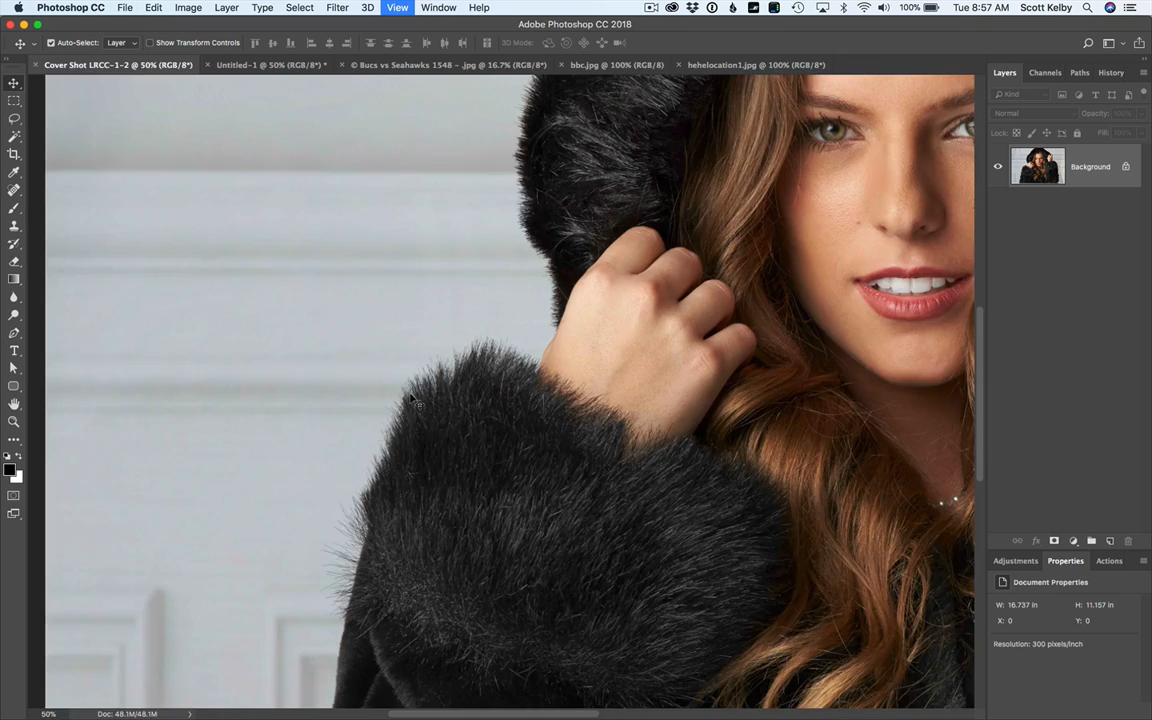 Photoshop CC File Edit Image Layer Type Select Filter 3D View Window Help 100% Tue 8:57 AM Scott Kelby
Adobe Photoshop CC 2018
Auto-Select: Layer Show Transform Controls 3D Mode:
Cover Shot LRCC-1-2 @ 50% (RGB/8*) Untitled-1 @ 50% (RGB/8*) * © Bucs vs Seahawks 1548 - .jpg @ 16.7% (RGB/8*) bbc.jpg @ 100% (RGB/8) hehelocation1.jpg @ 100% (RGB/8*)
Layers Channels Paths History
Kind
Normal Opacity: 100%
Lock: Fill: 100%
Background
Adjustments Properties Actions
Document Properties
W: 16.737 in H: 11.157 in
X: 0 Y: 0
Resolution: 300 pixels/inch
50% Doc: 48.1M/48.1M